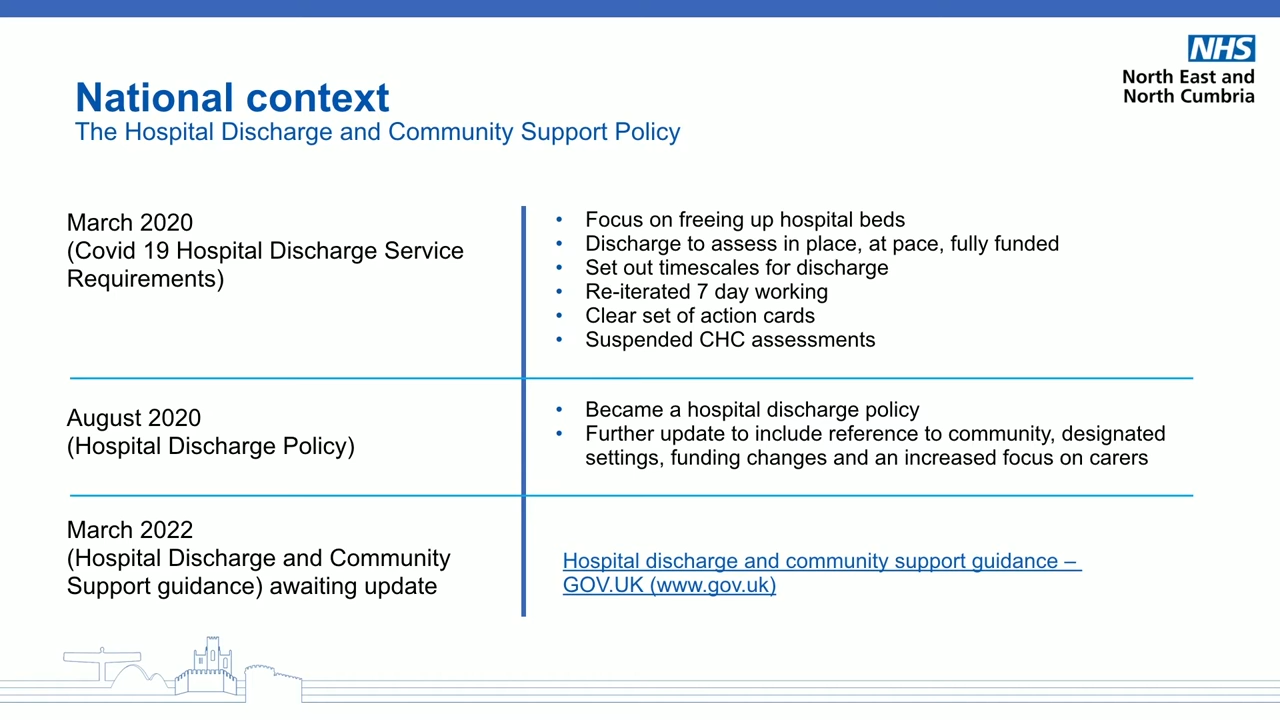 NHS
North East and
North Cumbria
National context
The Hospital Discharge and Community Support Policy
March 2020
(Covid 19 Hospital Discharge Service
Requirements)
• Focus on freeing up hospital beds
• Discharge to assess in place, at pace, fully funded
• Set out timescales for discharge
• Re-iterated 7 day working
• Clear set of action cards
• Suspended CHC assessments
August 2020
(Hospital Discharge Policy)
• Became a hospital discharge policy
• Further update to include reference to community, designated
settings, funding changes and an increased focus on carers
March 2022
(Hospital Discharge and Community
Support guidance) awaiting update
Hospital discharge and community support guidance –
GOV.UK (www.gov.uk)